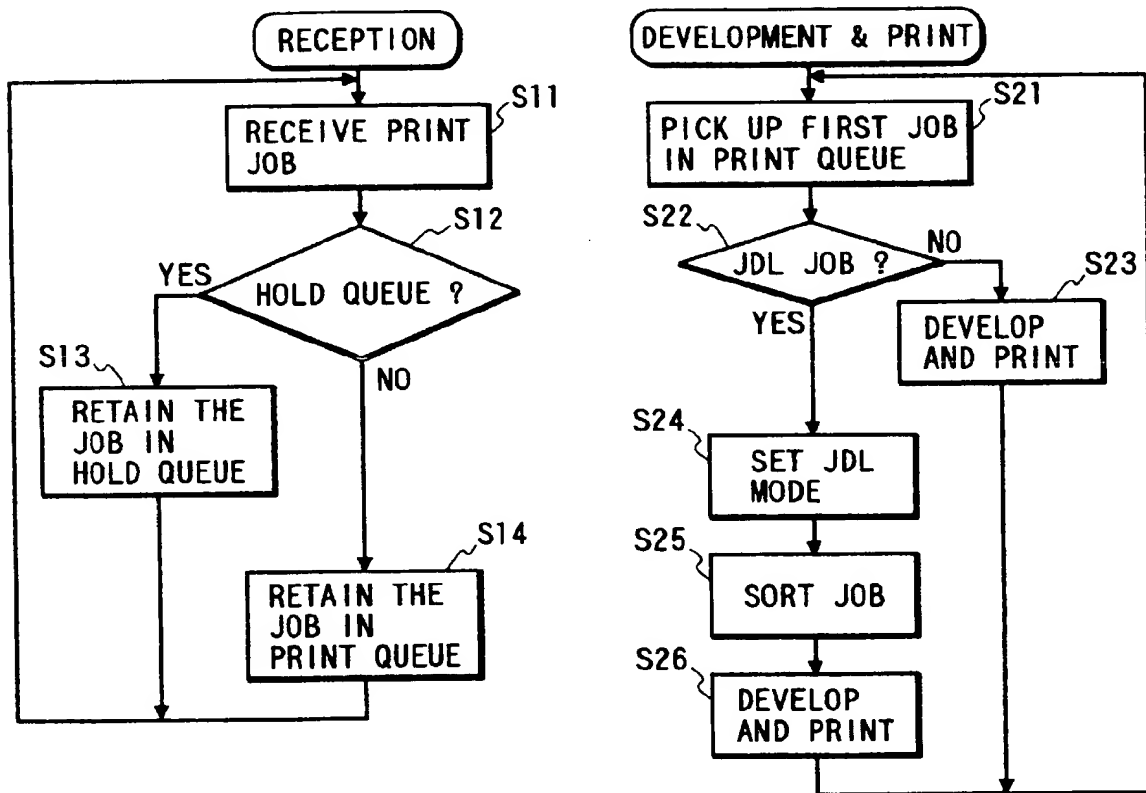 RECEPTION
S11
RECEIVE PRINT
JOB
S12
HOLD QUEUE ?
YES
NO
S13
RETAIN THE
JOB IN
HOLD QUEUE
S14
RETAIN THE
JOB IN
PRINT QUEUE
DEVELOPMENT & PRINT
S21
PICK UP FIRST JOB
IN PRINT QUEUE
S22
JDL JOB ?
NO
YES
S23
DEVELOP
AND PRINT
S24
SET JDL
MODE
S25
SORT JOB
S26
DEVELOP
AND PRINT